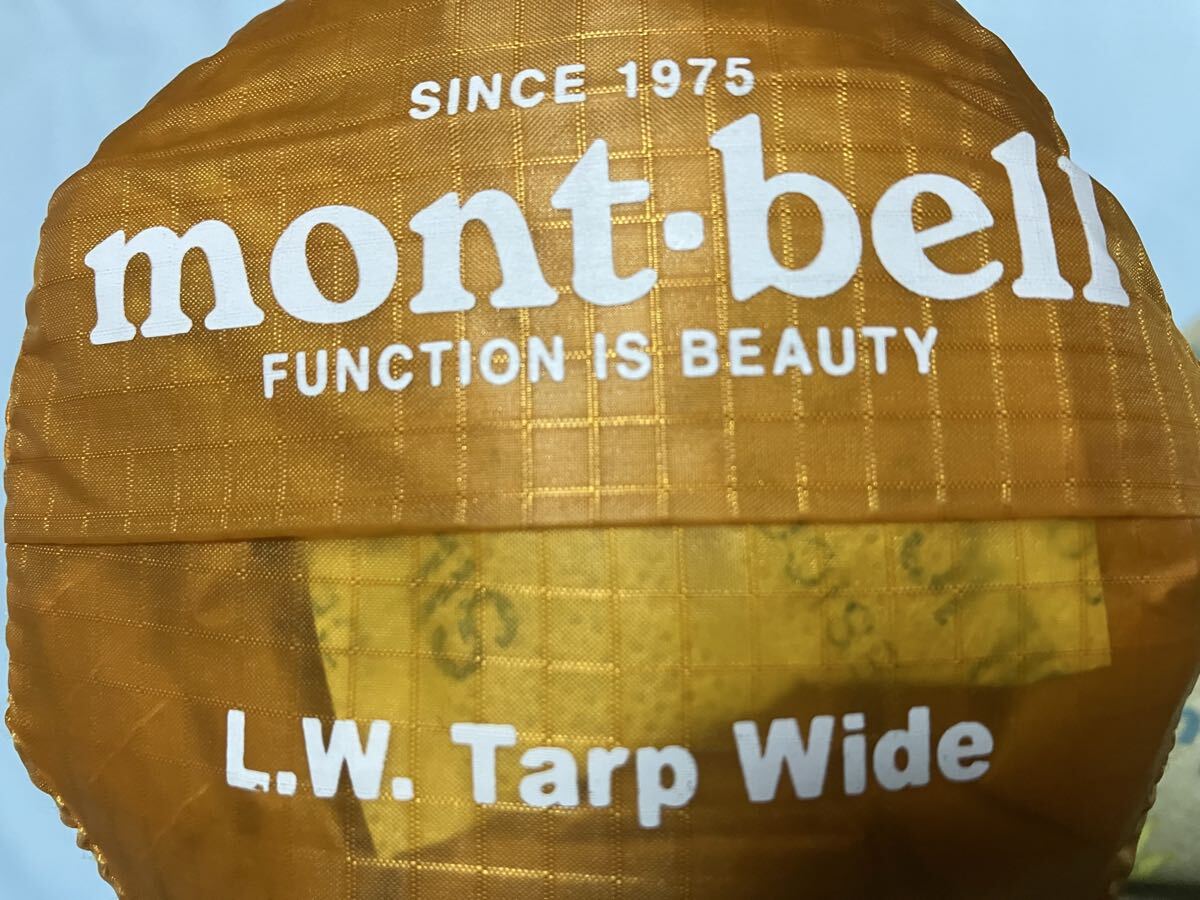 SINCE 1975
mont·bell
FUNCTION IS BEAUTY
L.W. Tarp Wide